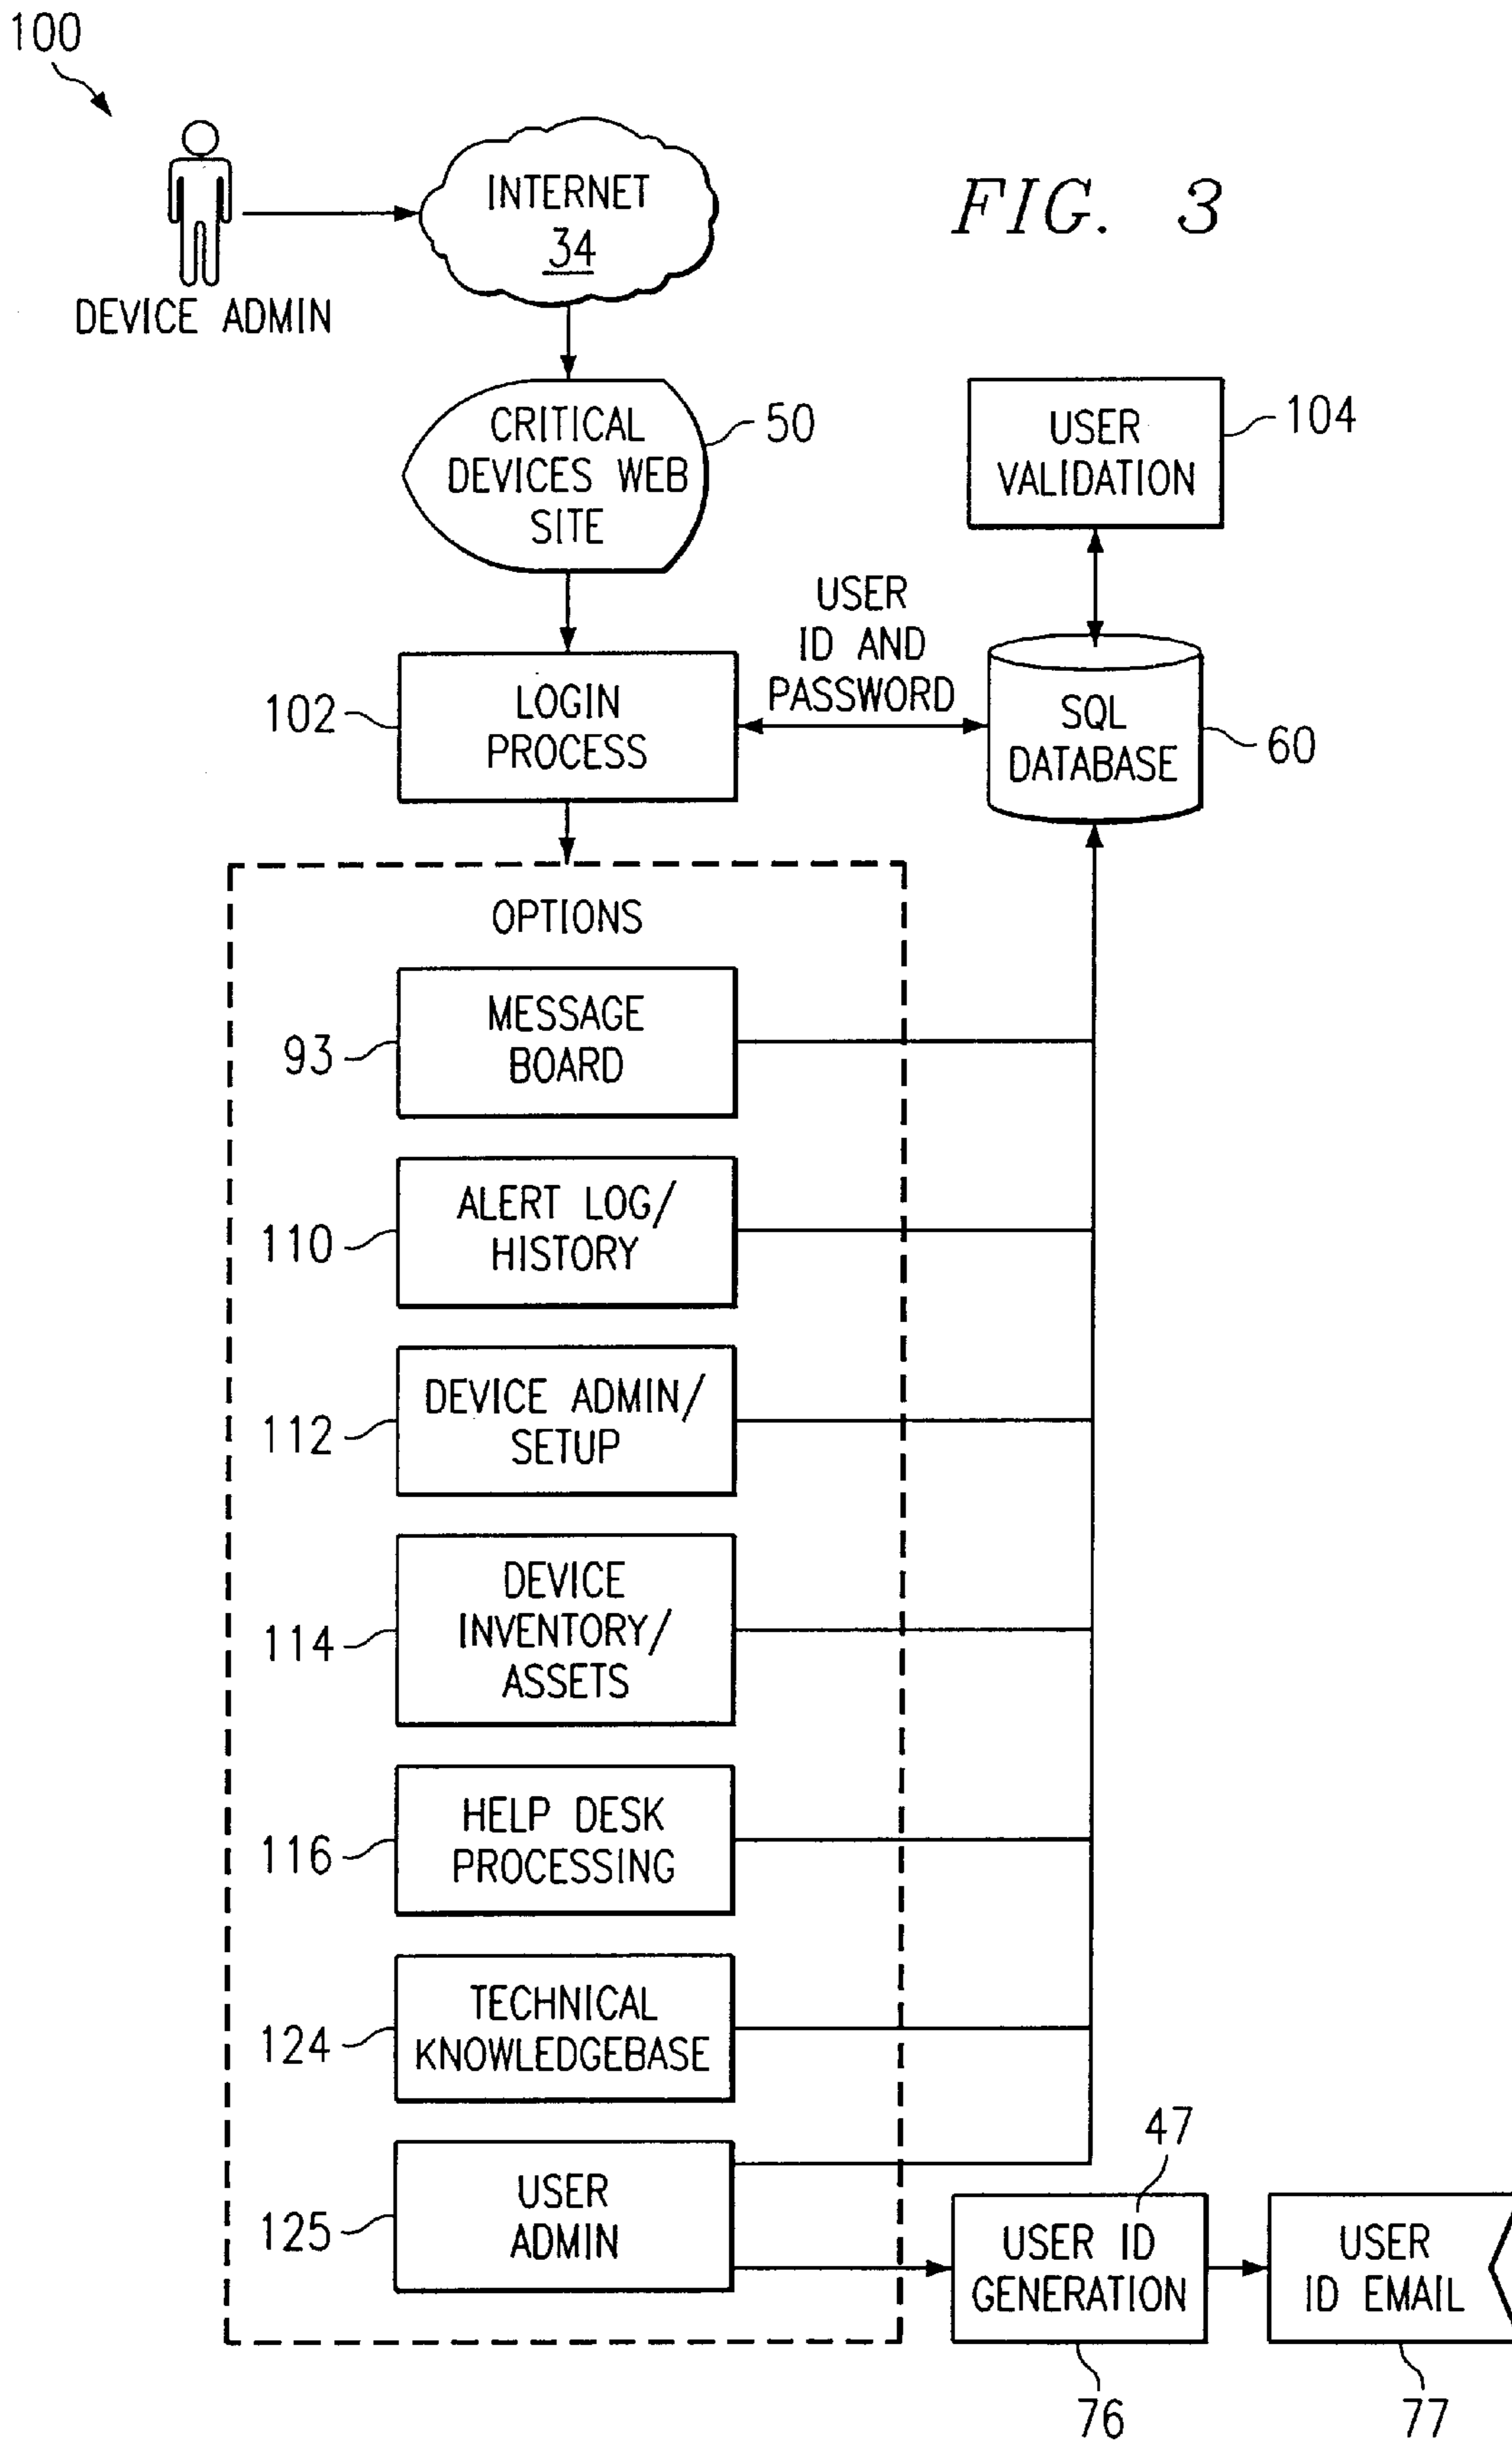 100
INTERNET
34
FIG. 3
DEVICE ADMIN
CRITICAL
DEVICES WEB
SITE
50
USER
VALIDATION
104
USER
ID AND
PASSWORD
102
LOGIN
PROCESS
SQL
DATABASE
60
OPTIONS
MESSAGE
BOARD
93
ALERT LOG/
HISTORY
110
DEVICE ADMIN/
SETUP
112
DEVICE
INVENTORY/
ASSETS
114
HELP DESK
PROCESSING
116
TECHNICAL
KNOWLEDGEBASE
124
USER
ADMIN
125
47
USER ID
GENERATION
76
USER
ID EMAIL
77